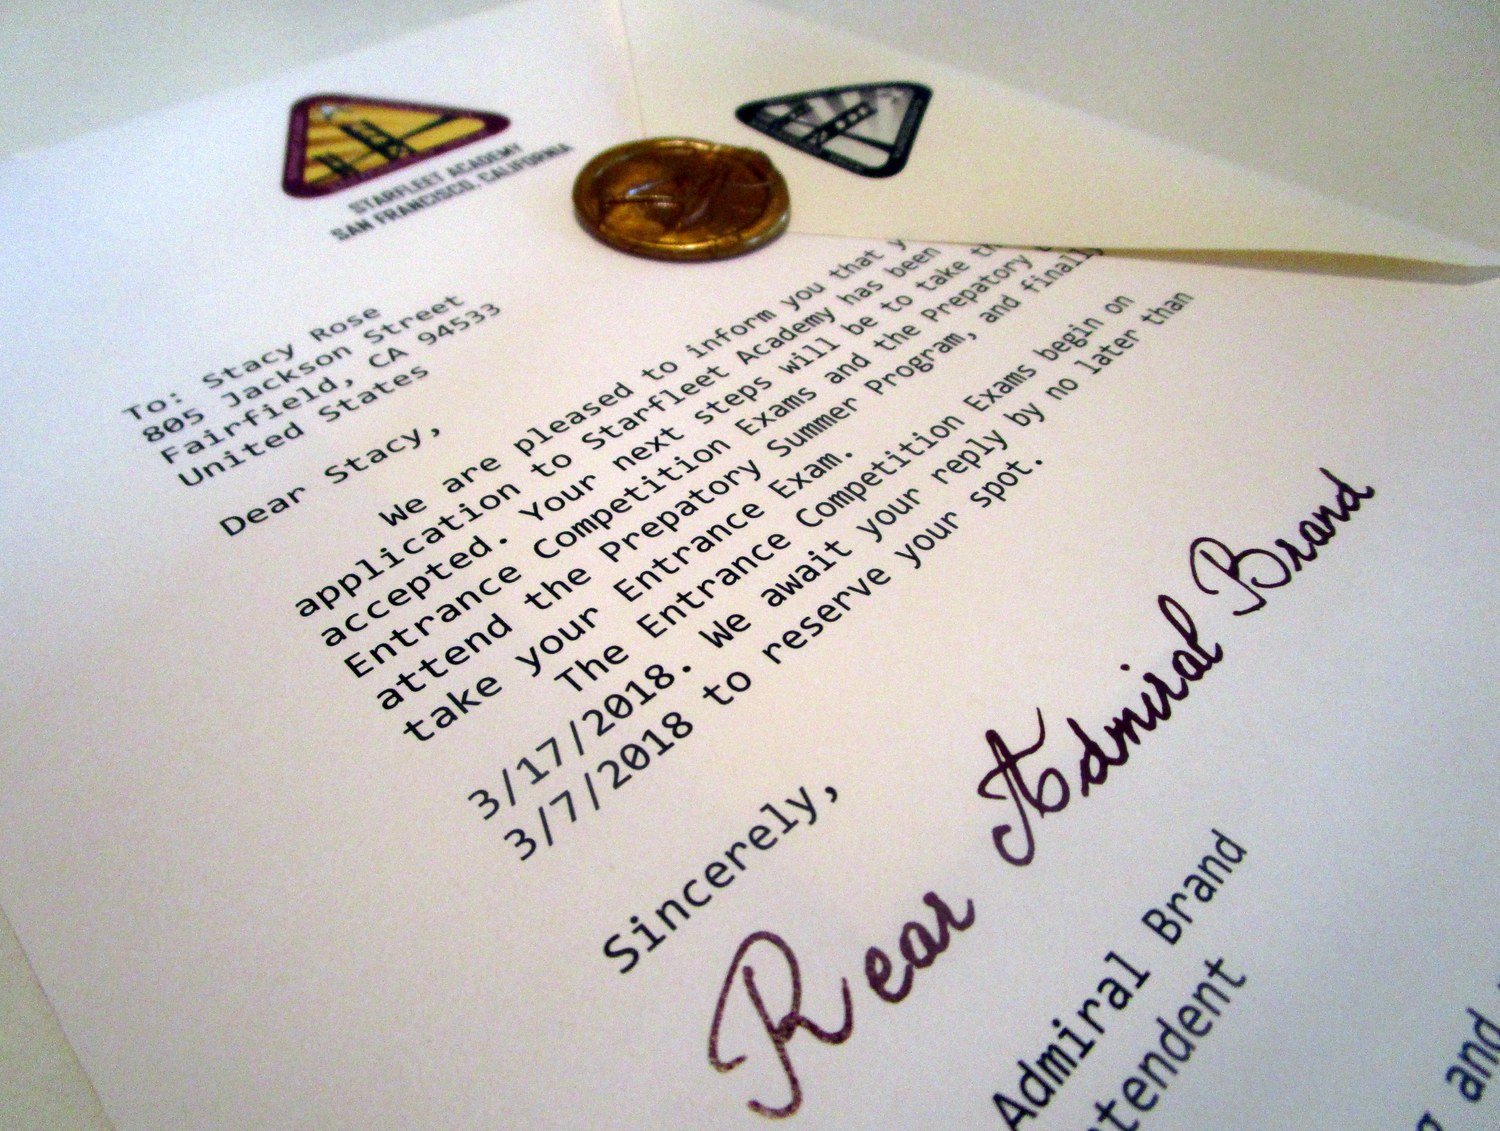 STARFLEET ACADEMY
SAN FRANCISCO, CALIFORNIA
To: Stacy Rose
805 Jackson Street
Fairfield, CA 94533
United States
Dear Stacy,
We are pleased to inform you that
application to Starfleet Academy has been
accepted. Your next steps will be to take
Entrance Competition Exams and the Prepatory
attend the Prepatory Summer Program, and finally
take your Entrance Exam.
The Entrance Competition Exams begin on
3/17/2018. We await your reply by no later than
3/7/2018 to reserve your spot.
Sincerely,
Rear Admiral Brand
Admiral Brand
and